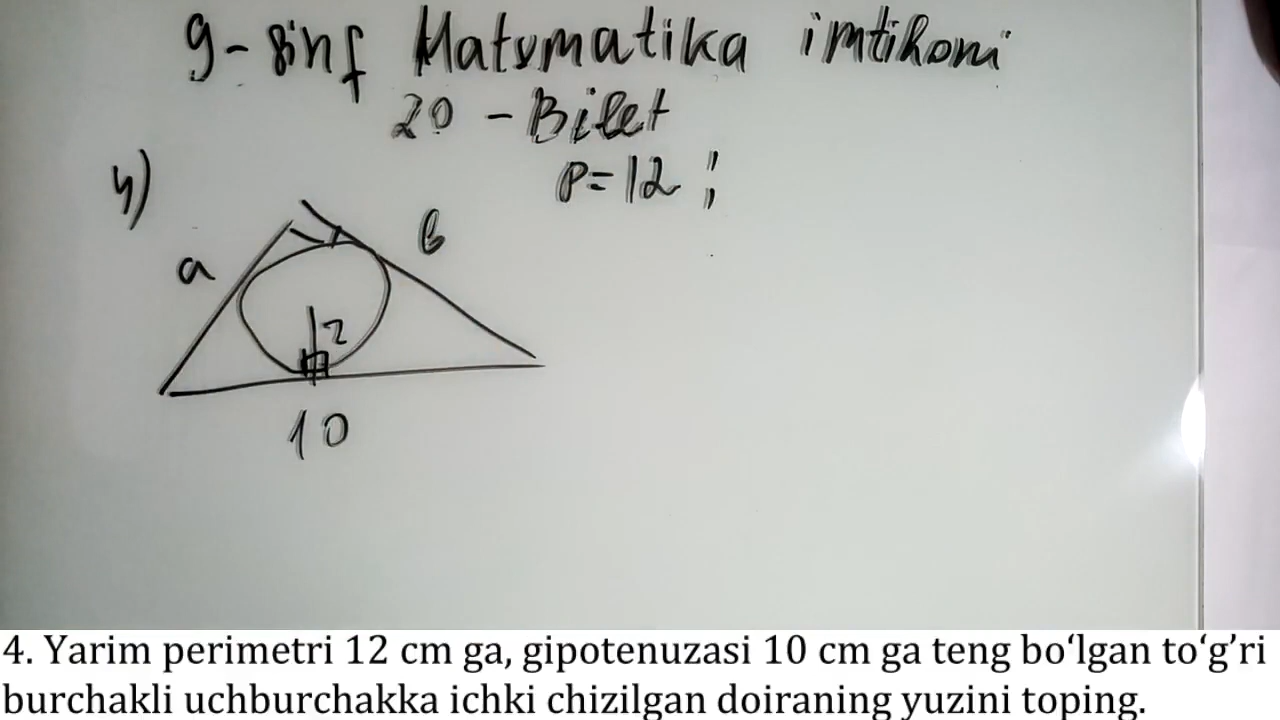 9-sinf Matematika imtihoni
20 - Bilet
p=12 ;
4)
a
b
r
10
4. Yarim perimetri 12 cm ga, gipotenuzasi 10 cm ga teng bo‘lgan to‘g’ri
burchakli uchburchakka ichki chizilgan doiraning yuzini toping.